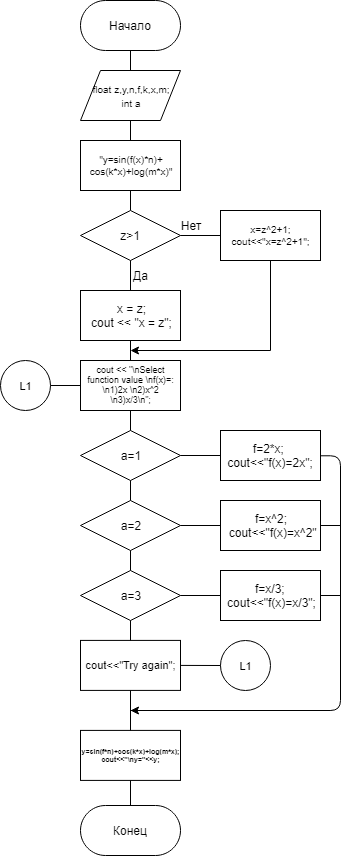 Начало
float z,y,n,f,k,x,m;
int a
"y=sin(f(x)*n)+
cos(k*x)+log(m*x)"
z>1
Нет
x=z^2+1;
cout<<"x=z^2+1";
Да
x = z;
cout << "x = z";
cout << "\nSelect
function value \nf(x)=:
\n1)2x \n2)x^2
\n3)x/3\n";
L1
a=1
f=2*x;
cout<<"f(x)=2x";
a=2
f=x^2;
cout<<"f(x)=x^2"
a=3
f=x/3;
cout<<"f(x)=x/3";
cout<<"Try again";
L1
y=sin(f*n)+cos(k*x)+log(m*x);
cout<<"\ny="<<y;
Конец